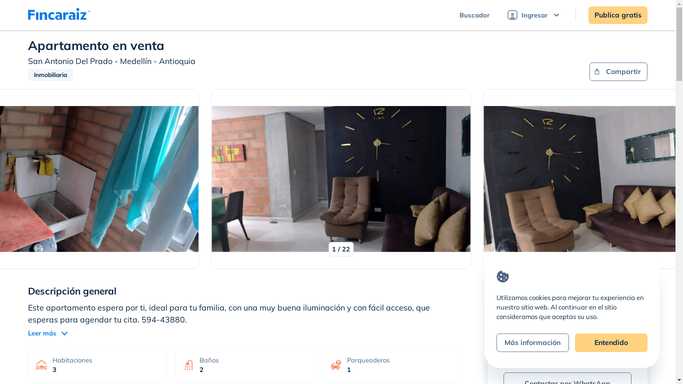 Fincaraiz
Buscador
Ingresar
Publica gratis
Apartamento en venta
San Antonio Del Prado - Medellín - Antioquia
Inmobiliaria
Compartir
1 / 22
Descripción general
Este apartamento espera por ti, ideal para tu familia, con una muy buena iluminación y con fácil acceso, que
esperas para agendar tu cita. 594-43880.
Leer más
Habitaciones
3
Baños
2
Parqueaderos
1
Utilizamos cookies para mejorar tu experiencia en
nuestro sitio web. Al continuar en el sitio
consideramos que aceptas su uso.
Más información
Entendido
Contactar por WhatsApp